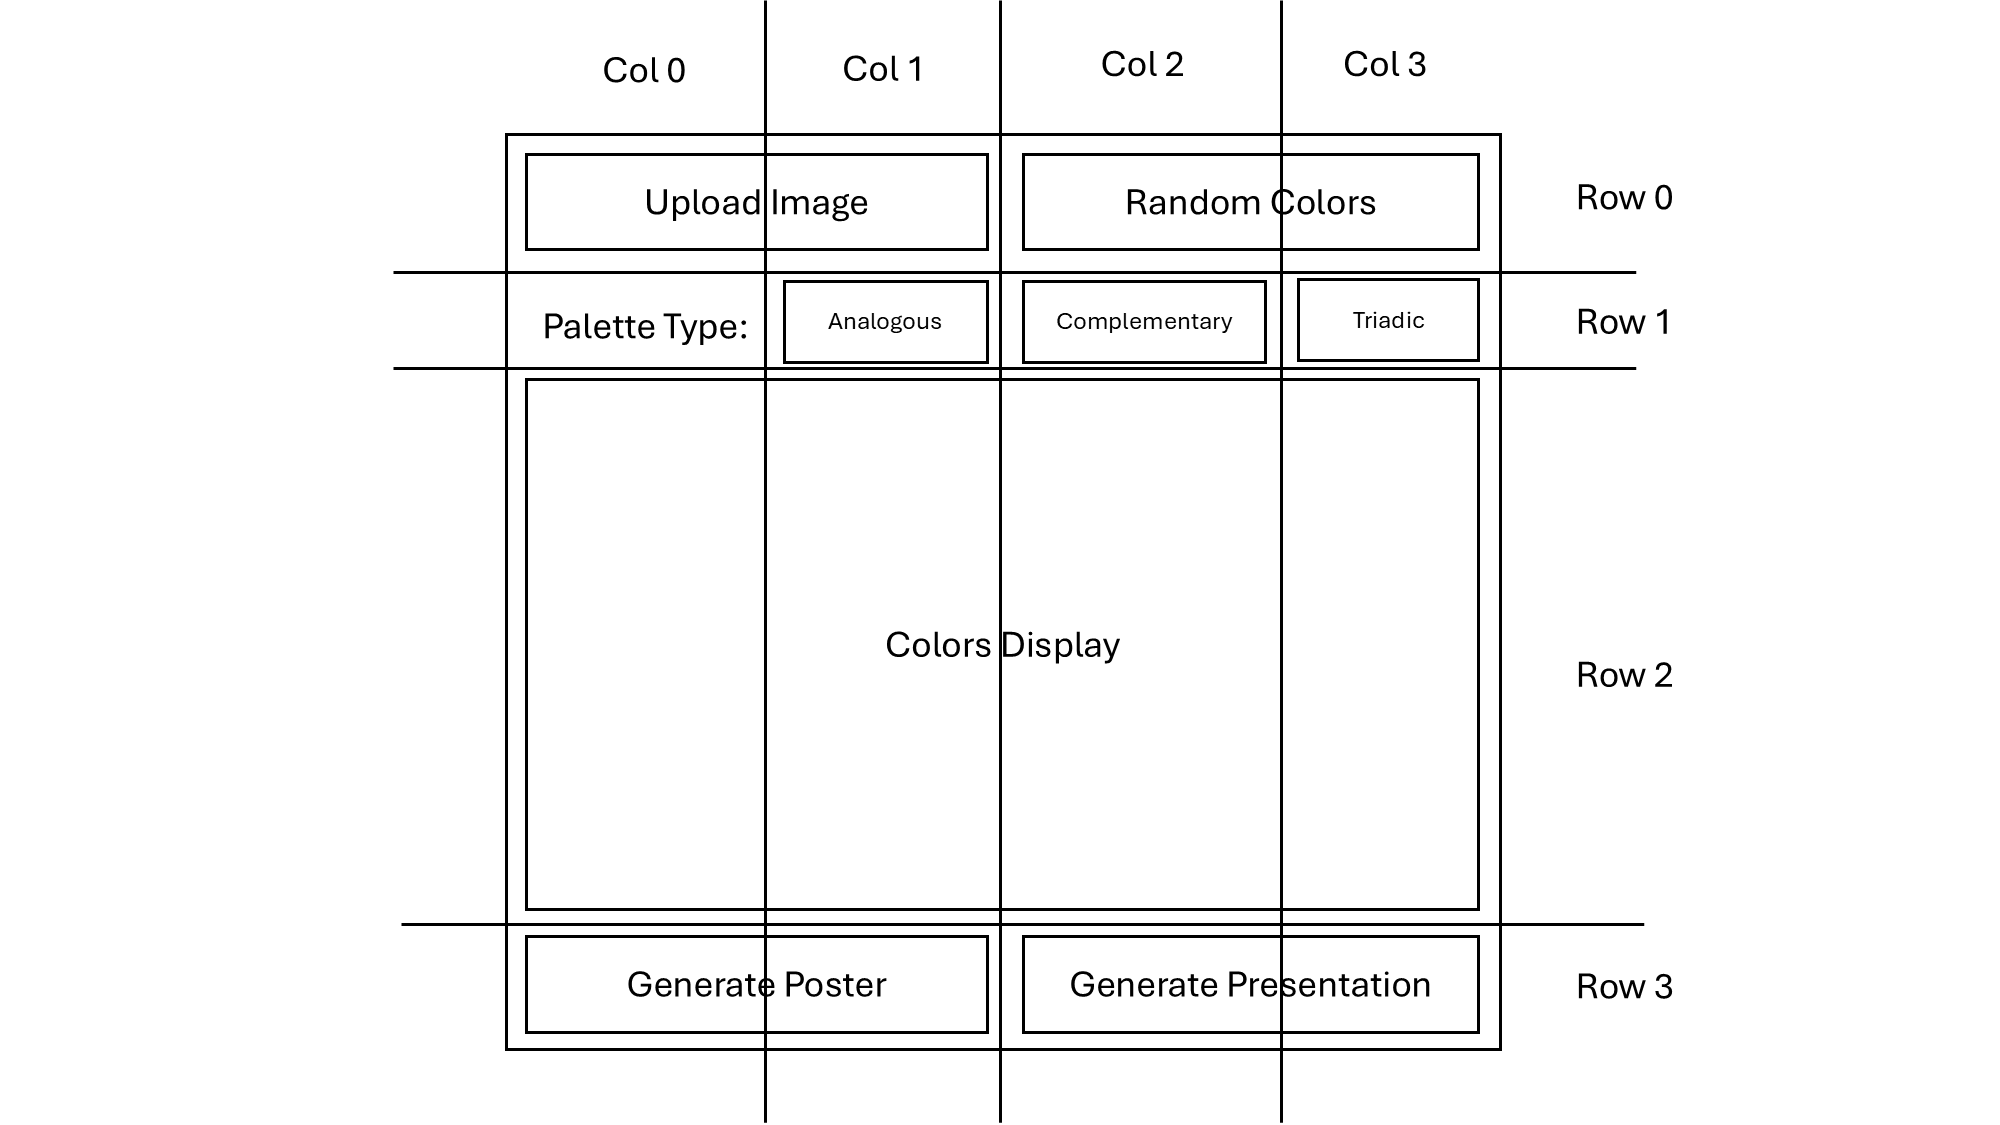 Col 0
Col 1
Col 2
Col 3
Upload Image
Random Colors
Row 0
Palette Type:
Analogous
Complementary
Triadic
Row 1
Colors Display
Row 2
Generate Poster
Generate Presentation
Row 3